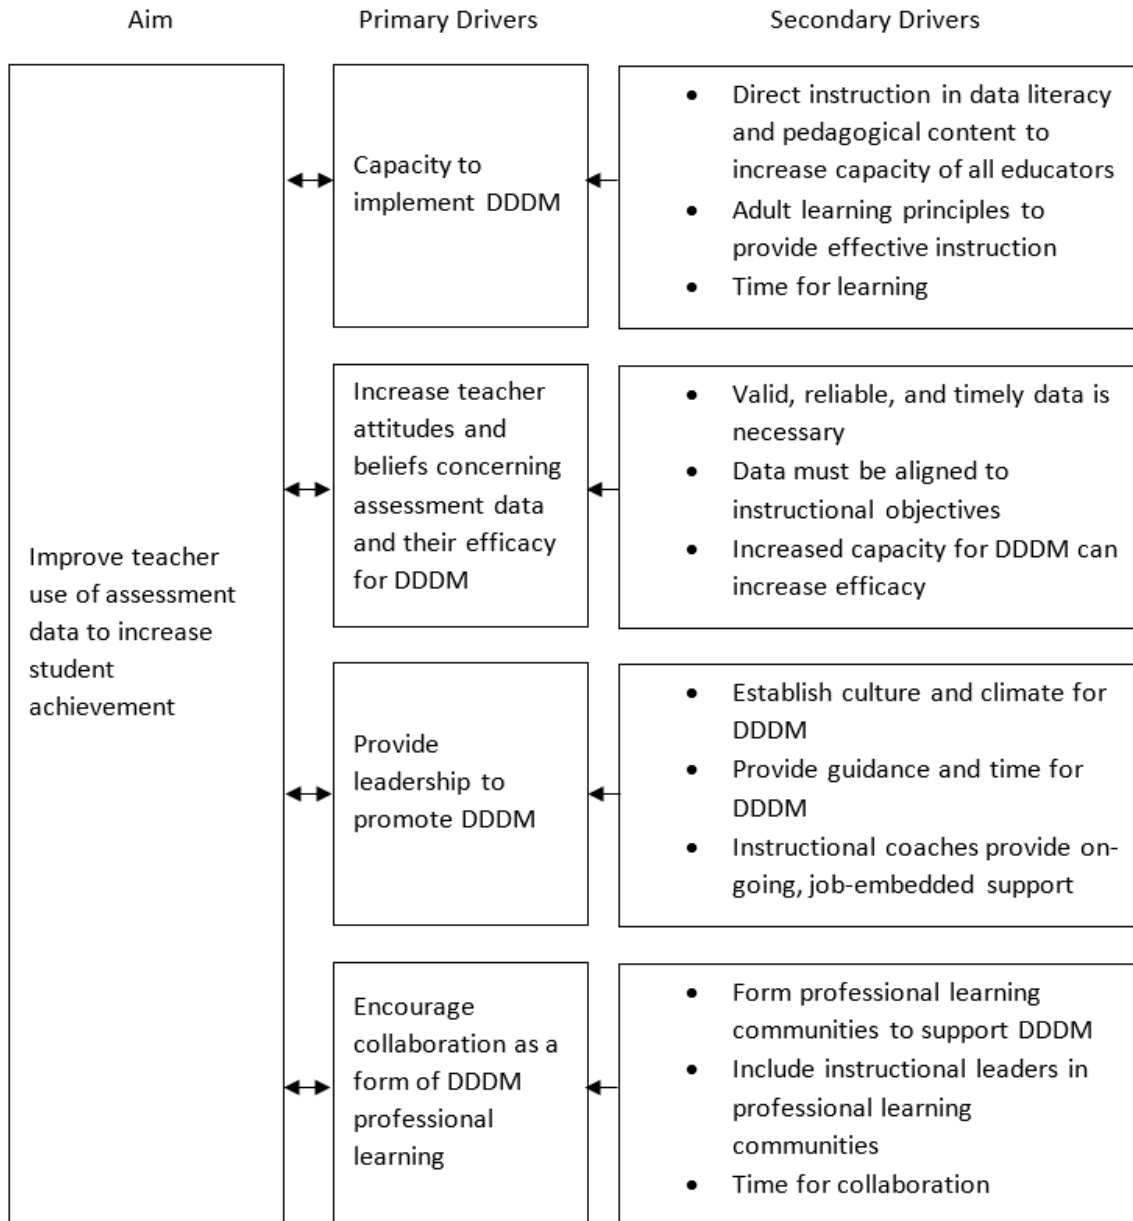 Aim
Primary Drivers
Secondary Drivers
Improve teacher
use of assessment
data to increase
student
achievement
Capacity to
implement DDDM
• Direct instruction in data literacy
and pedagogical content to
increase capacity of all educators
• Adult learning principles to
provide effective instruction
• Time for learning
Increase teacher
attitudes and
beliefs concerning
assessment data
and their efficacy
for DDDM
• Valid, reliable, and timely data is
necessary
• Data must be aligned to
instructional objectives
• Increased capacity for DDDM can
increase efficacy
Provide
leadership to
promote DDDM
• Establish culture and climate for
DDDM
• Provide guidance and time for
DDDM
• Instructional coaches provide on-
going, job-embedded support
Encourage
collaboration as a
form of DDDM
professional
learning
• Form professional learning
communities to support DDDM
• Include instructional leaders in
professional learning
communities
• Time for collaboration